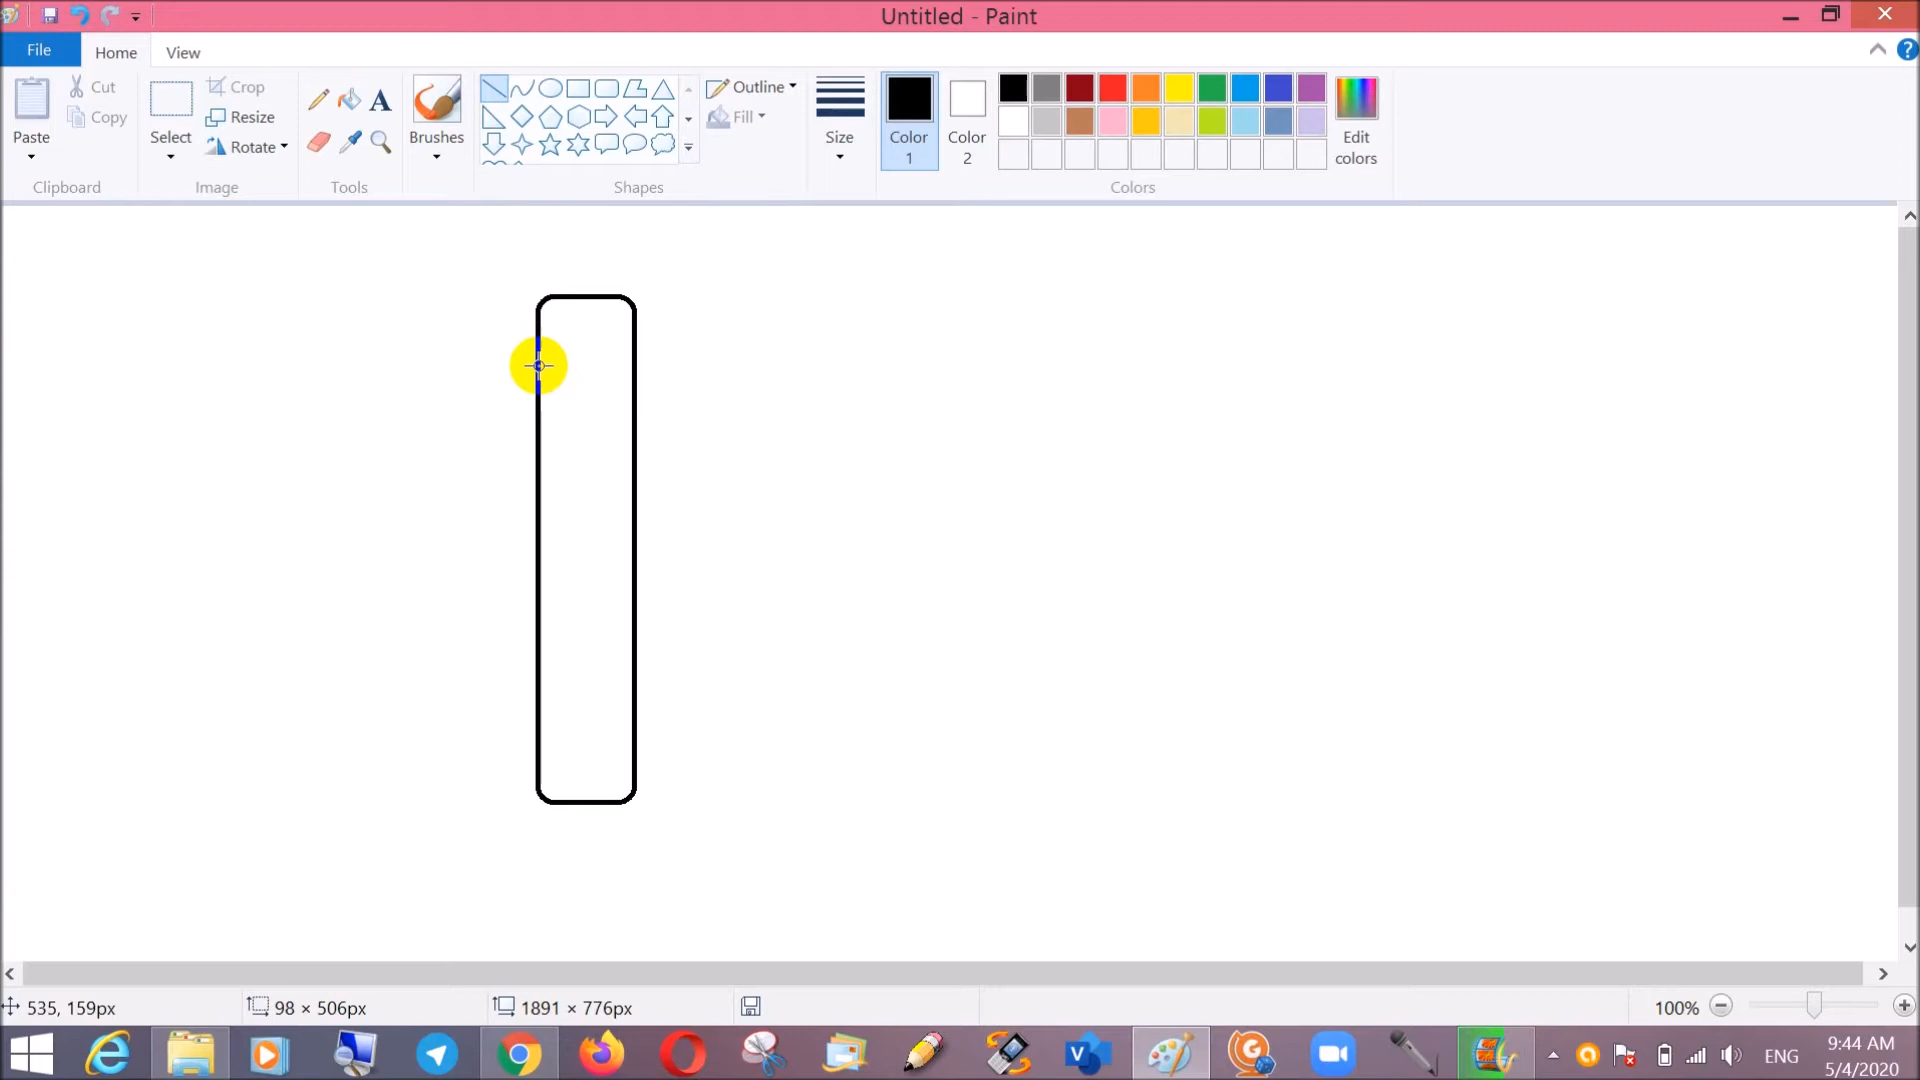 Untitled - Paint
File
Home
View
Paste
Cut
Copy
Clipboard
Select
Crop
Resize
Rotate
Image
A
Tools
Brushes
Shapes
Outline
Fill
Size
Color 1
Color 2
Edit colors
Colors
535, 159px
98 × 506px
1891 × 776px
100%
ENG
9:44 AM
5/4/2020